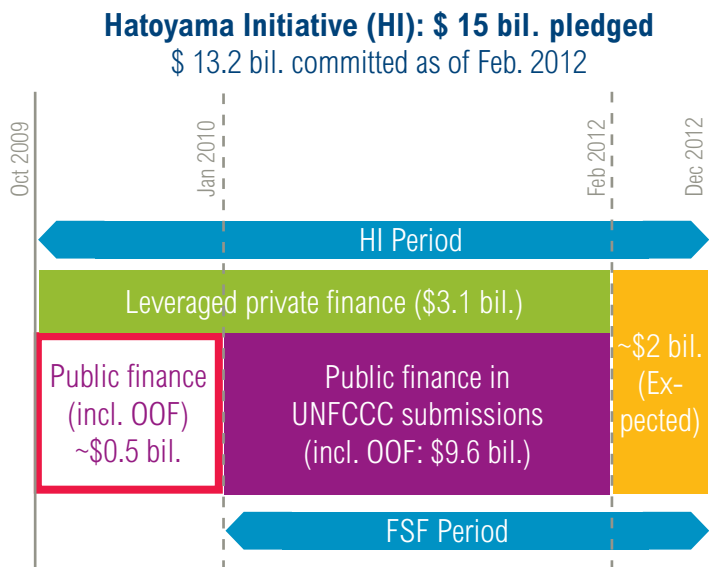 Hatoyama Initiative (HI): $ 15 bil. pledged
$ 13.2 bil. committed as of Feb. 2012
Oct 2009
Jan 2010
Feb 2012
Dec 2012
HI Period
Leveraged private finance ($3.1 bil.)
Public finance
(incl. OOF)
~$0.5 bil.
Public finance in
UNFCCC submissions
(incl. OOF: $9.6 bil.)
~$2 bil.
(Ex-
pected)
FSF Period